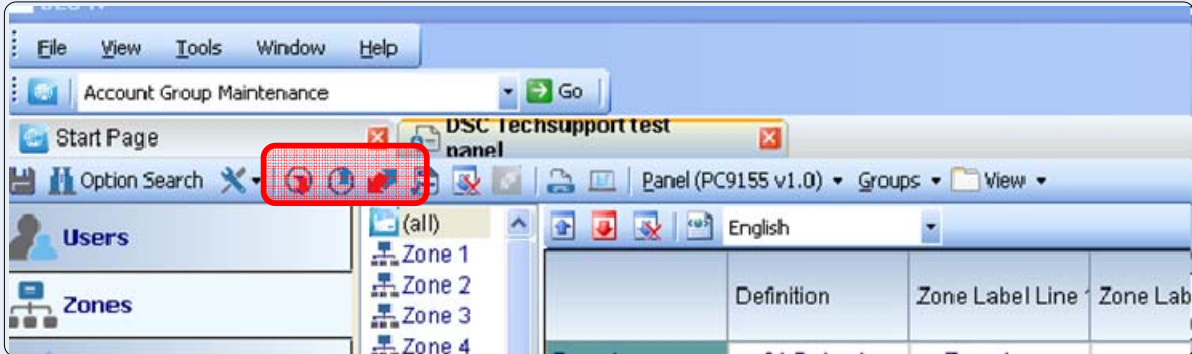 File View Tools Window Help
Account Group Maintenance Go
Start Page DSC Techsupport test
panel
Option Search Panel (PC9155 v1.0) Groups View
Users
(all)
English
Zone 1
Zone 2
Zones
Definition Zone Label Line Zone Lab
Zone 3
Zone 4